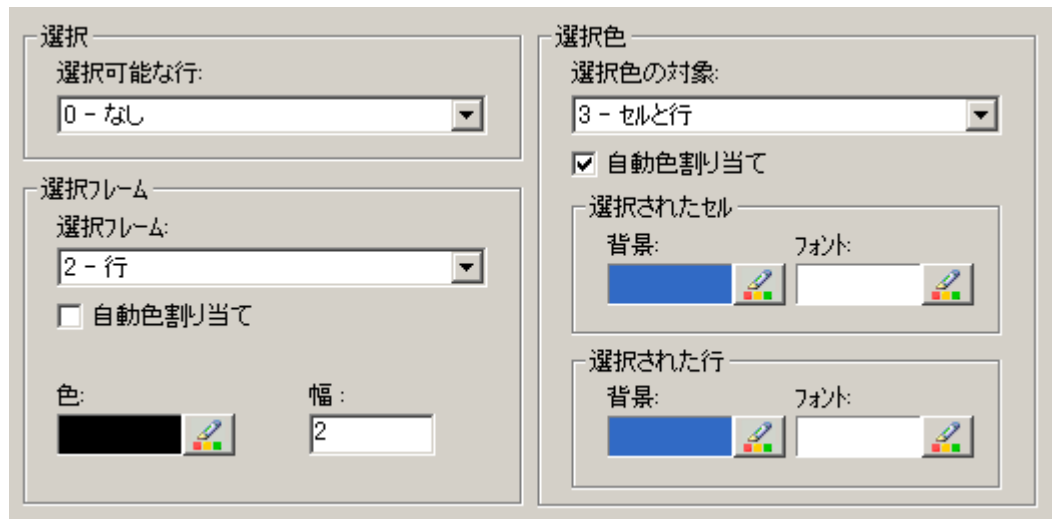 選択
選択可能な行:
0 - なし
選択フレーム
選択フレーム:
2 - 行
自動色割り当て
色:
幅 :
2
選択色
選択色の対象:
3 - セルと行
自動色割り当て
選択されたセル
背景:
フォント:
選択された行
背景:
フォント: